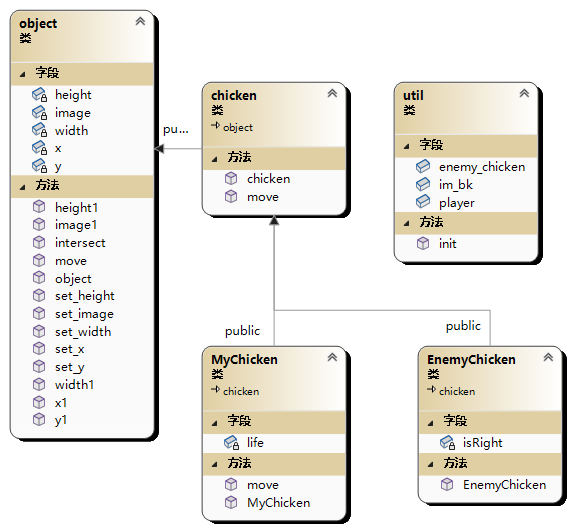 object
类
字段
height
image
width
x
y
方法
height1
image1
intersect
move
object
set_height
set_image
set_width
set_x
set_y
width1
x1
y1
pu...
chicken
类
object
方法
chicken
move
util
类
字段
enemy_chicken
im_bk
player
方法
init
public
public
MyChicken
类
chicken
字段
life
方法
move
MyChicken
EnemyChicken
类
chicken
字段
isRight
方法
EnemyChicken